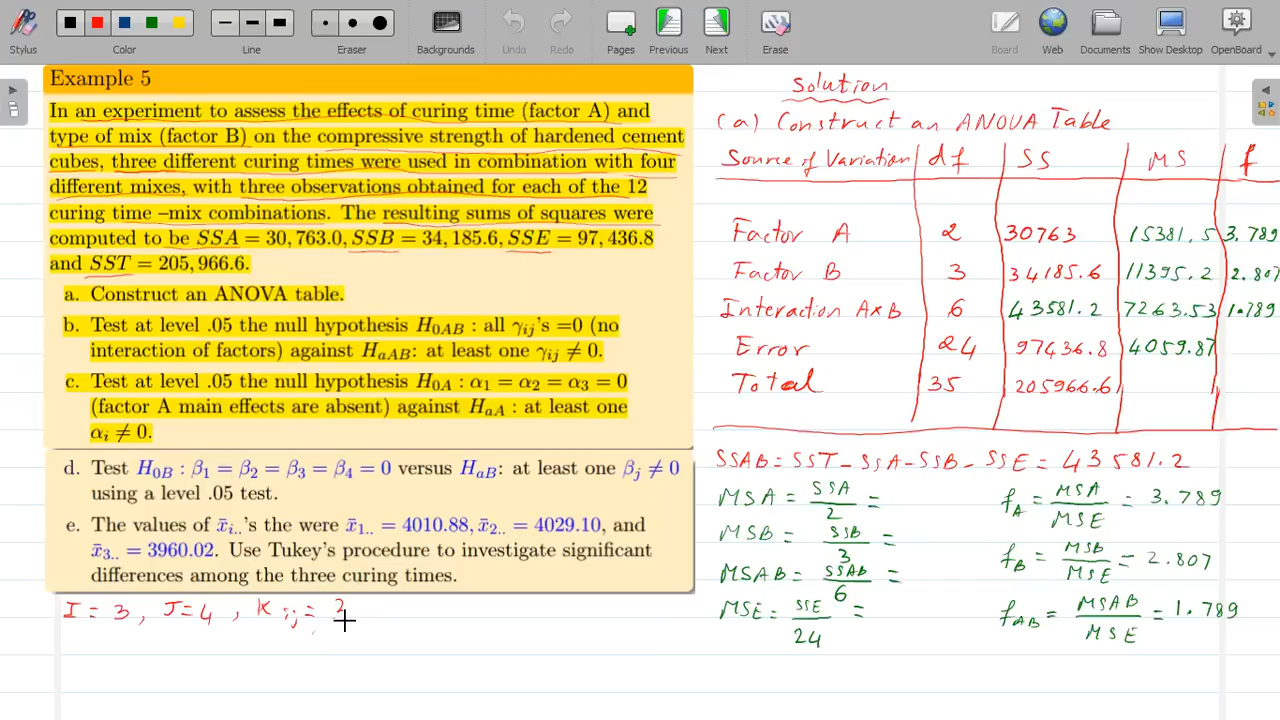 Stylus Color Line Eraser Backgrounds Undo Redo Pages Previous Next Erase Board Web Documents Show Desktop OpenBoard
Example 5
In an experiment to assess the effects of curing time (factor A) and
type of mix (factor B) on the compressive strength of hardened cement
cubes, three different curing times were used in combination with four
different mixes, with three observations obtained for each of the 12
curing time –mix combinations. The resulting sums of squares were
computed to be SSA = 30,763.0, SSB = 34,185.6, SSE = 97,436.8
and SST = 205,966.6.
a. Construct an ANOVA table.
b. Test at level .05 the null hypothesis H₀AB : all γij's =0 (no
interaction of factors) against HaAB: at least one γij ≠ 0.
c. Test at level .05 the null hypothesis H₀A : α1 = α2 = α3 = 0
(factor A main effects are absent) against HaA : at least one
αi ≠ 0.
d. Test H₀B : β1 = β2 = β3 = β4 = 0 versus HaB: at least one βj ≠ 0
using a level .05 test.
e. The values of x̄i..'s the were x̄1.. = 4010.88, x̄2.. = 4029.10, and
x̄3.. = 3960.02. Use Tukey's procedure to investigate significant
differences among the three curing times.
I = 3, J=4, Kij =
Solution
(a) Construct an ANOVA Table
Source of Variation df SS MS f
Factor A 2 30763 15381.5 3.789
Factor B 3 34185.6 11395.2 2.807
Interacrion A×B 6 43581.2 7263.53 1.789
Error 24 97436.8 4059.87
Total 35 205966.6
SSAB = SST - SSA - SSB - SSE = 43581.2
MSA = SSA/2 = fA = MSA/MSE = 3.789
MSB = SSB/3 = fB = MSB/MSE = 2.807
MSAB = SSAB/6 =
MSE = SSE/24 = fAB = MSAB/MSE = 1.789